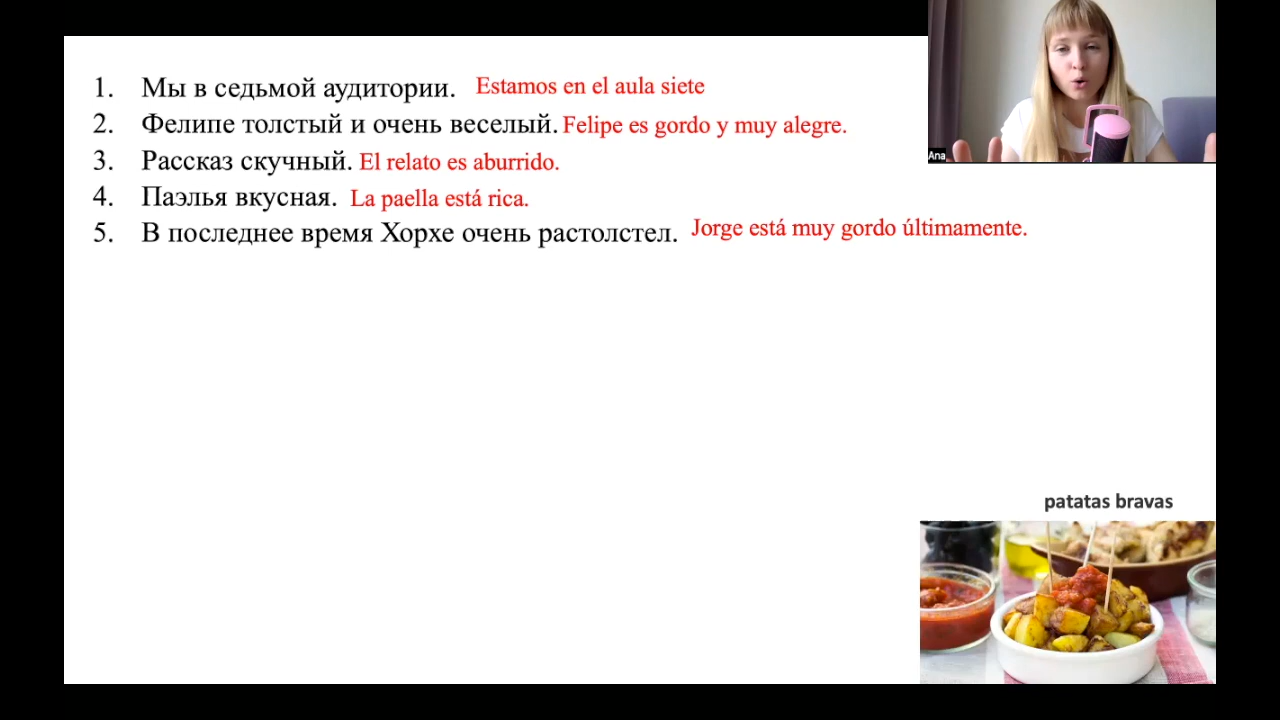 1. Мы в седьмой аудитории. Estamos en el aula siete
2. Фелипе толстый и очень веселый. Felipe es gordo y muy alegre.
3. Рассказ скучный. El relato es aburrido.
4. Паэлья вкусная. La paella está rica.
5. В последнее время Хорхе очень растолстел. Jorge está muy gordo últimamente.
Ana
patatas bravas